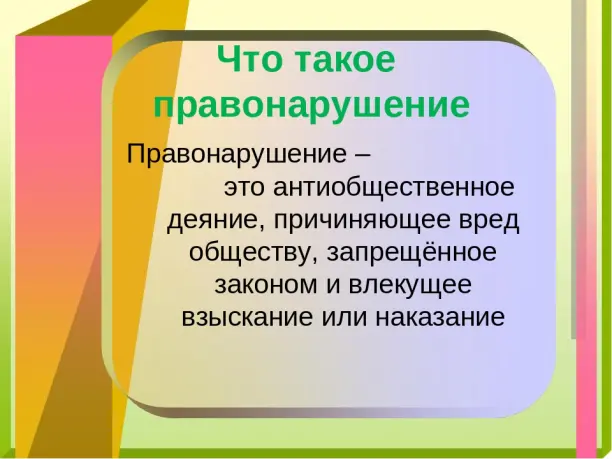 Что такое
правонарушение
Правонарушение –
это антиобщественное
деяние, причиняющее вред
обществу, запрещённое
законом и влекущее
взыскание или наказание